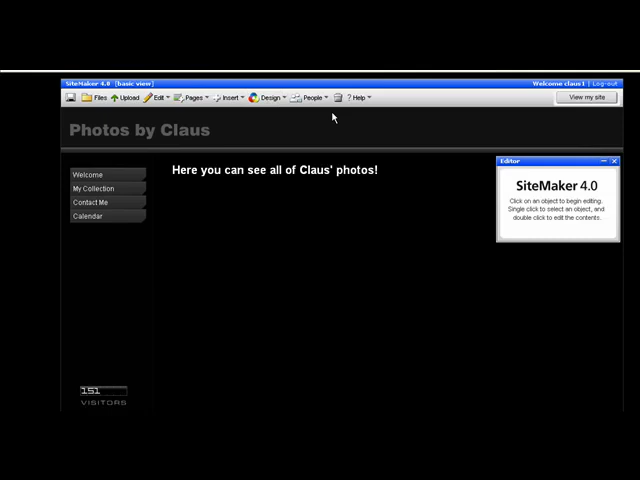 SiteMaker 4.0 [basic view] Welcome claus1 | Log-out
Files Upload Edit Pages Insert Design People ? Help View my site
Photos by Claus
Welcome
My Collection
Contact Me
Calendar
Here you can see all of Claus' photos!
Editor
SiteMaker 4.0
Click on an object to begin editing.
Single click to select an object, and
double click to edit the contents.
151
VISITORS